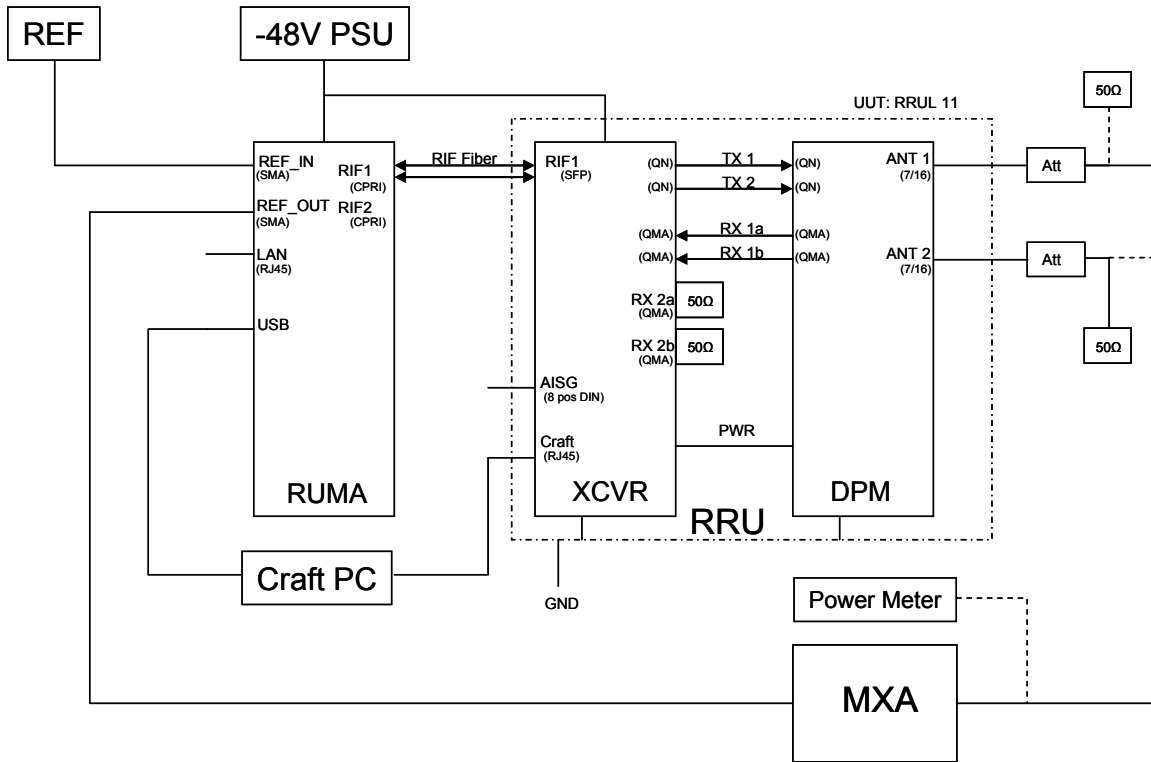 REF
-48V PSU
50Ω
UUT: RRUL 11
REF_IN
(SMA)
RIF1
(CPRI)
REF_OUT
(SMA)
RIF2
(CPRI)
LAN
(RJ45)
USB
RUMA
RIF Fiber
RIF1
(SFP)
(QN)
TX 1
(QN)
(QN)
TX 2
(QN)
(QMA)
RX 1a
(QMA)
(QMA)
RX 1b
(QMA)
RX 2a
(QMA)
50Ω
RX 2b
(QMA)
50Ω
AISG
(8 pos DIN)
Craft
(RJ45)
XCVR
PWR
ANT 1
(7/16)
ANT 2
(7/16)
DPM
Att
Att
50Ω
RRU
Craft PC
GND
Power Meter
MXA